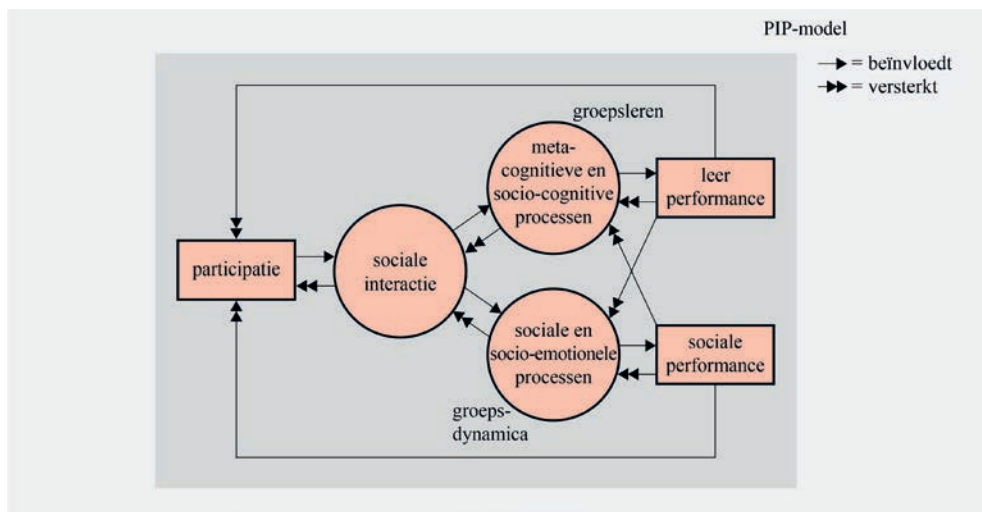 PIP-model
= beïnvloedt
= versterkt
groepsleren
meta-
cognitieve en
socio-cognitive
processen
leer
performance
participatie
sociale
interactie
sociale en
socio-emotionele
processen
sociale
performance
groeps-
dynamica